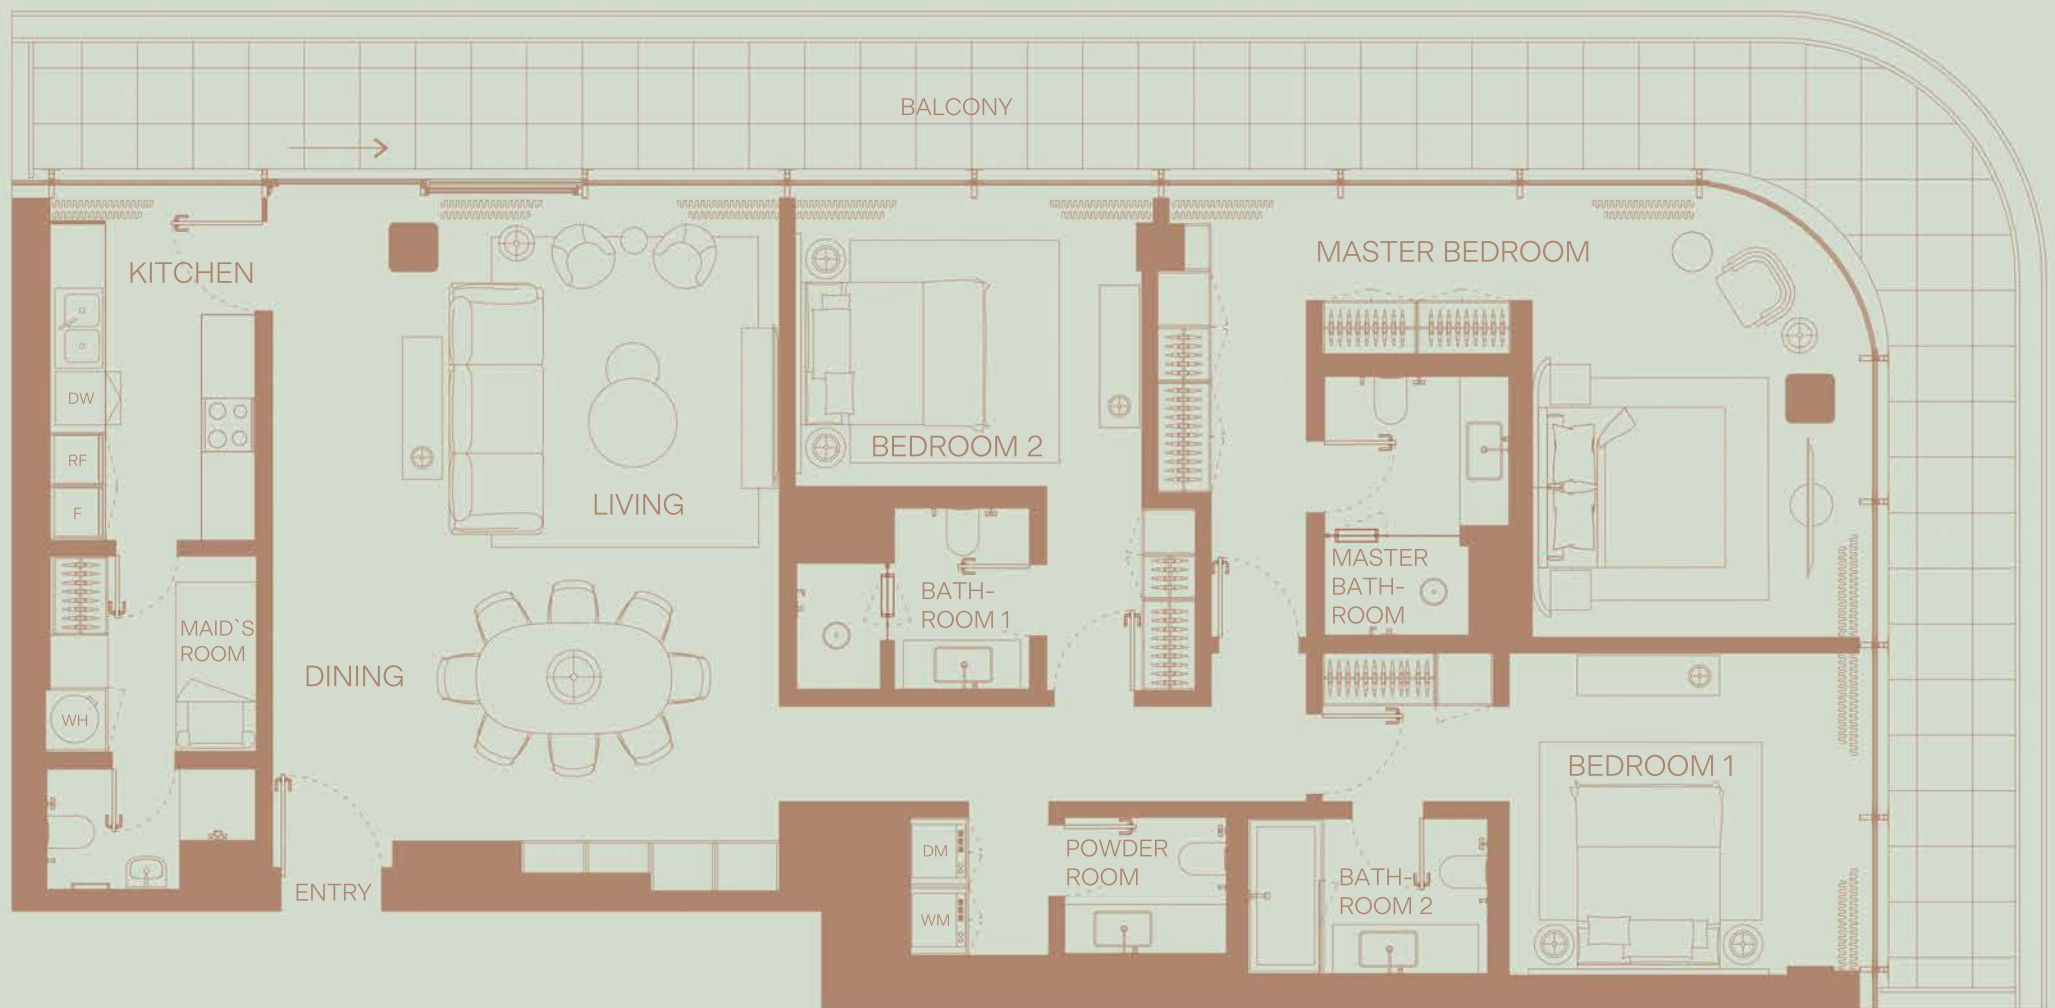 BALCONY
KITCHEN
MASTER BEDROOM
DW
RF
F
LIVING
BEDROOM 2
MASTER
BATH-
ROOM
BATH-
ROOM 1
MAID`S
ROOM
DINING
WH
BEDROOM 1
ENTRY
DM
WM
POWDER
ROOM
BATH-
ROOM 2